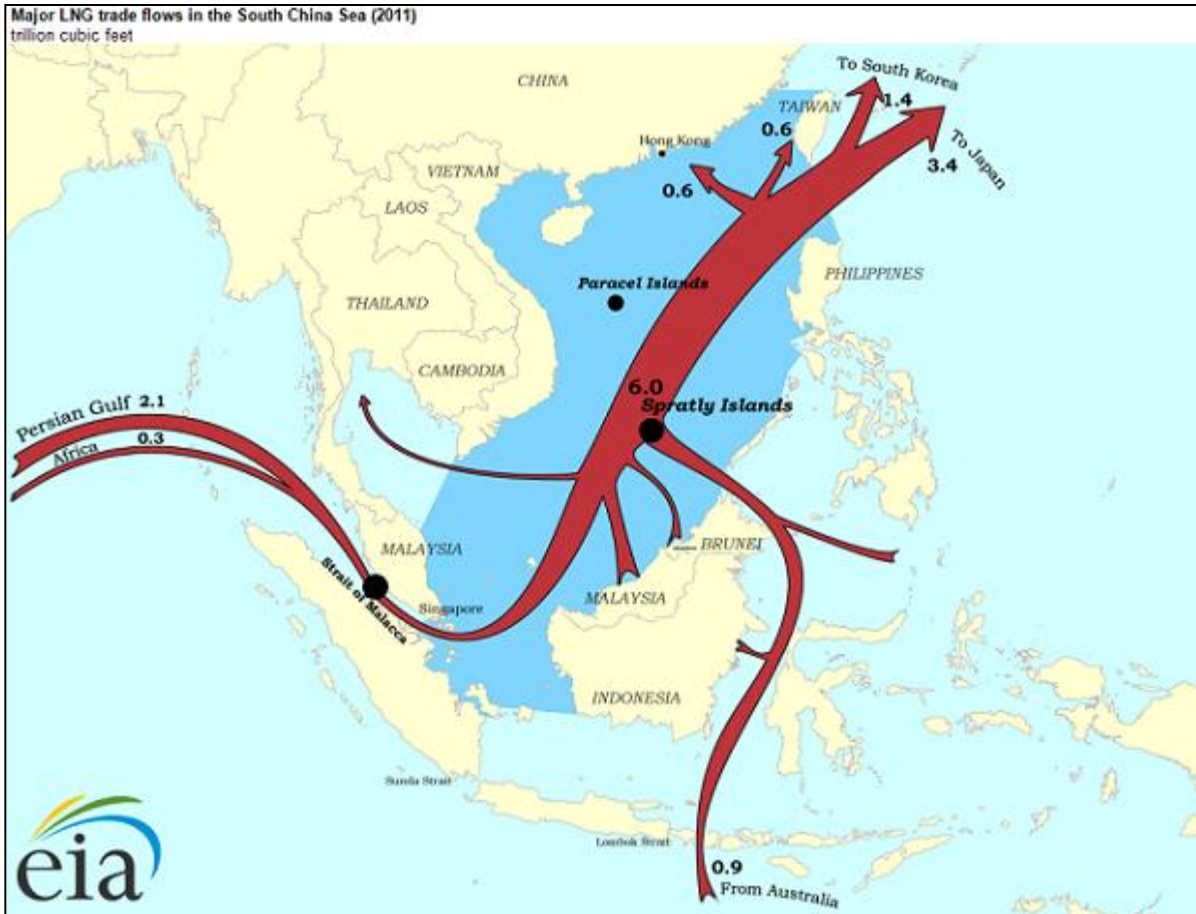 Major LNG trade flows in the South China Sea (2011)
trillion cubic feet
To South Korea
CHINA
TAIWAN
1.4
0.6
Hong Kong
To Japan
3.4
VIETNAM
0.6
LAOS
Paracel Islands
PHILIPPINES
THAILAND
CAMBODIA
6.0
Spratly Islands
Persian Gulf 2.1
Africa
0.3
MALAYSIA
BRUNEI
Strait of Malacca
Singapore
MALAYSIA
INDONESIA
Sunda Strait
Lombok Strait
eia
0.9
From Australia